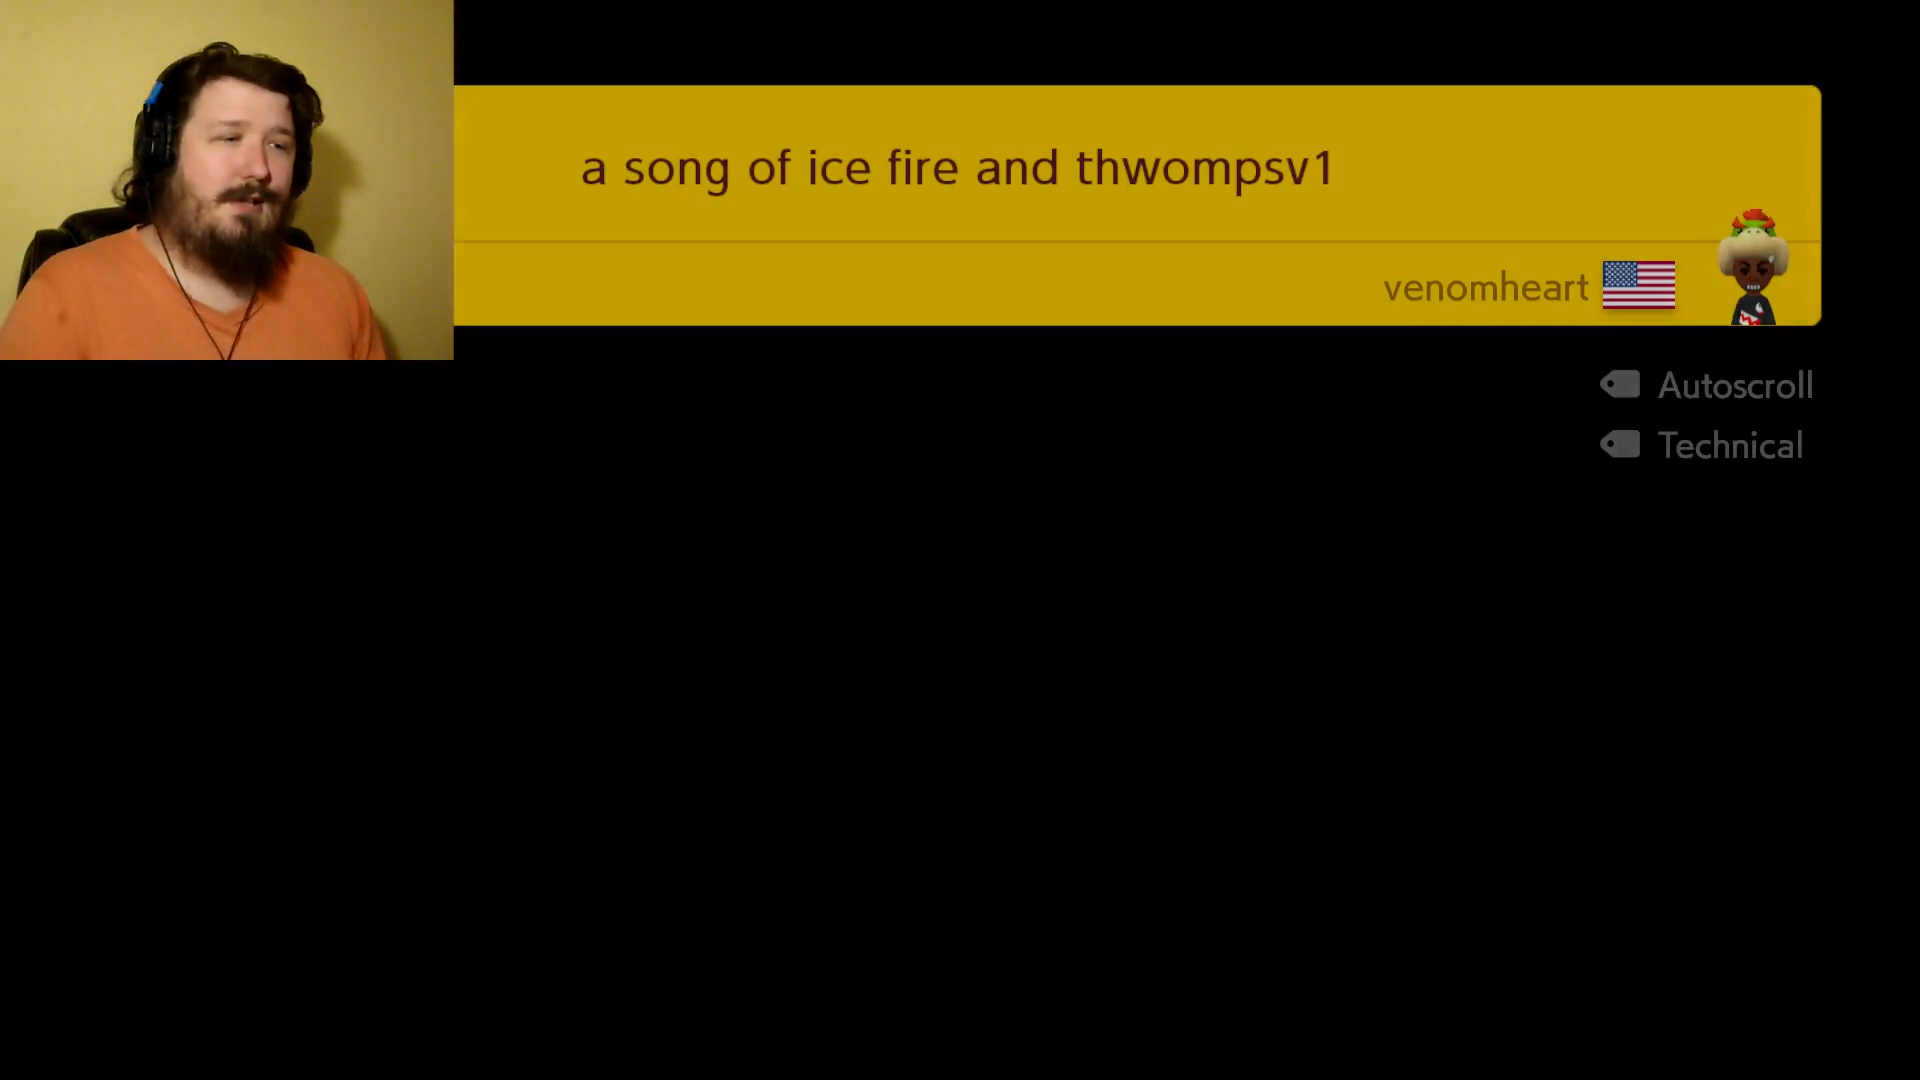 a song of ice fire and thwompsv1
venomheart
Autoscroll
Technical